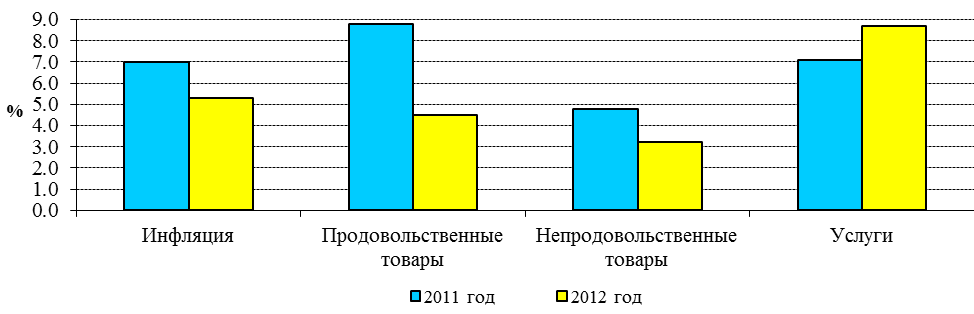 9.0
8.0
7.0
6.0
5.0
4.0
3.0
2.0
1.0
0.0
%
Инфляция
Продовольственные
товары
Непродовольственные
товары
Услуги
2011 год
2012 год